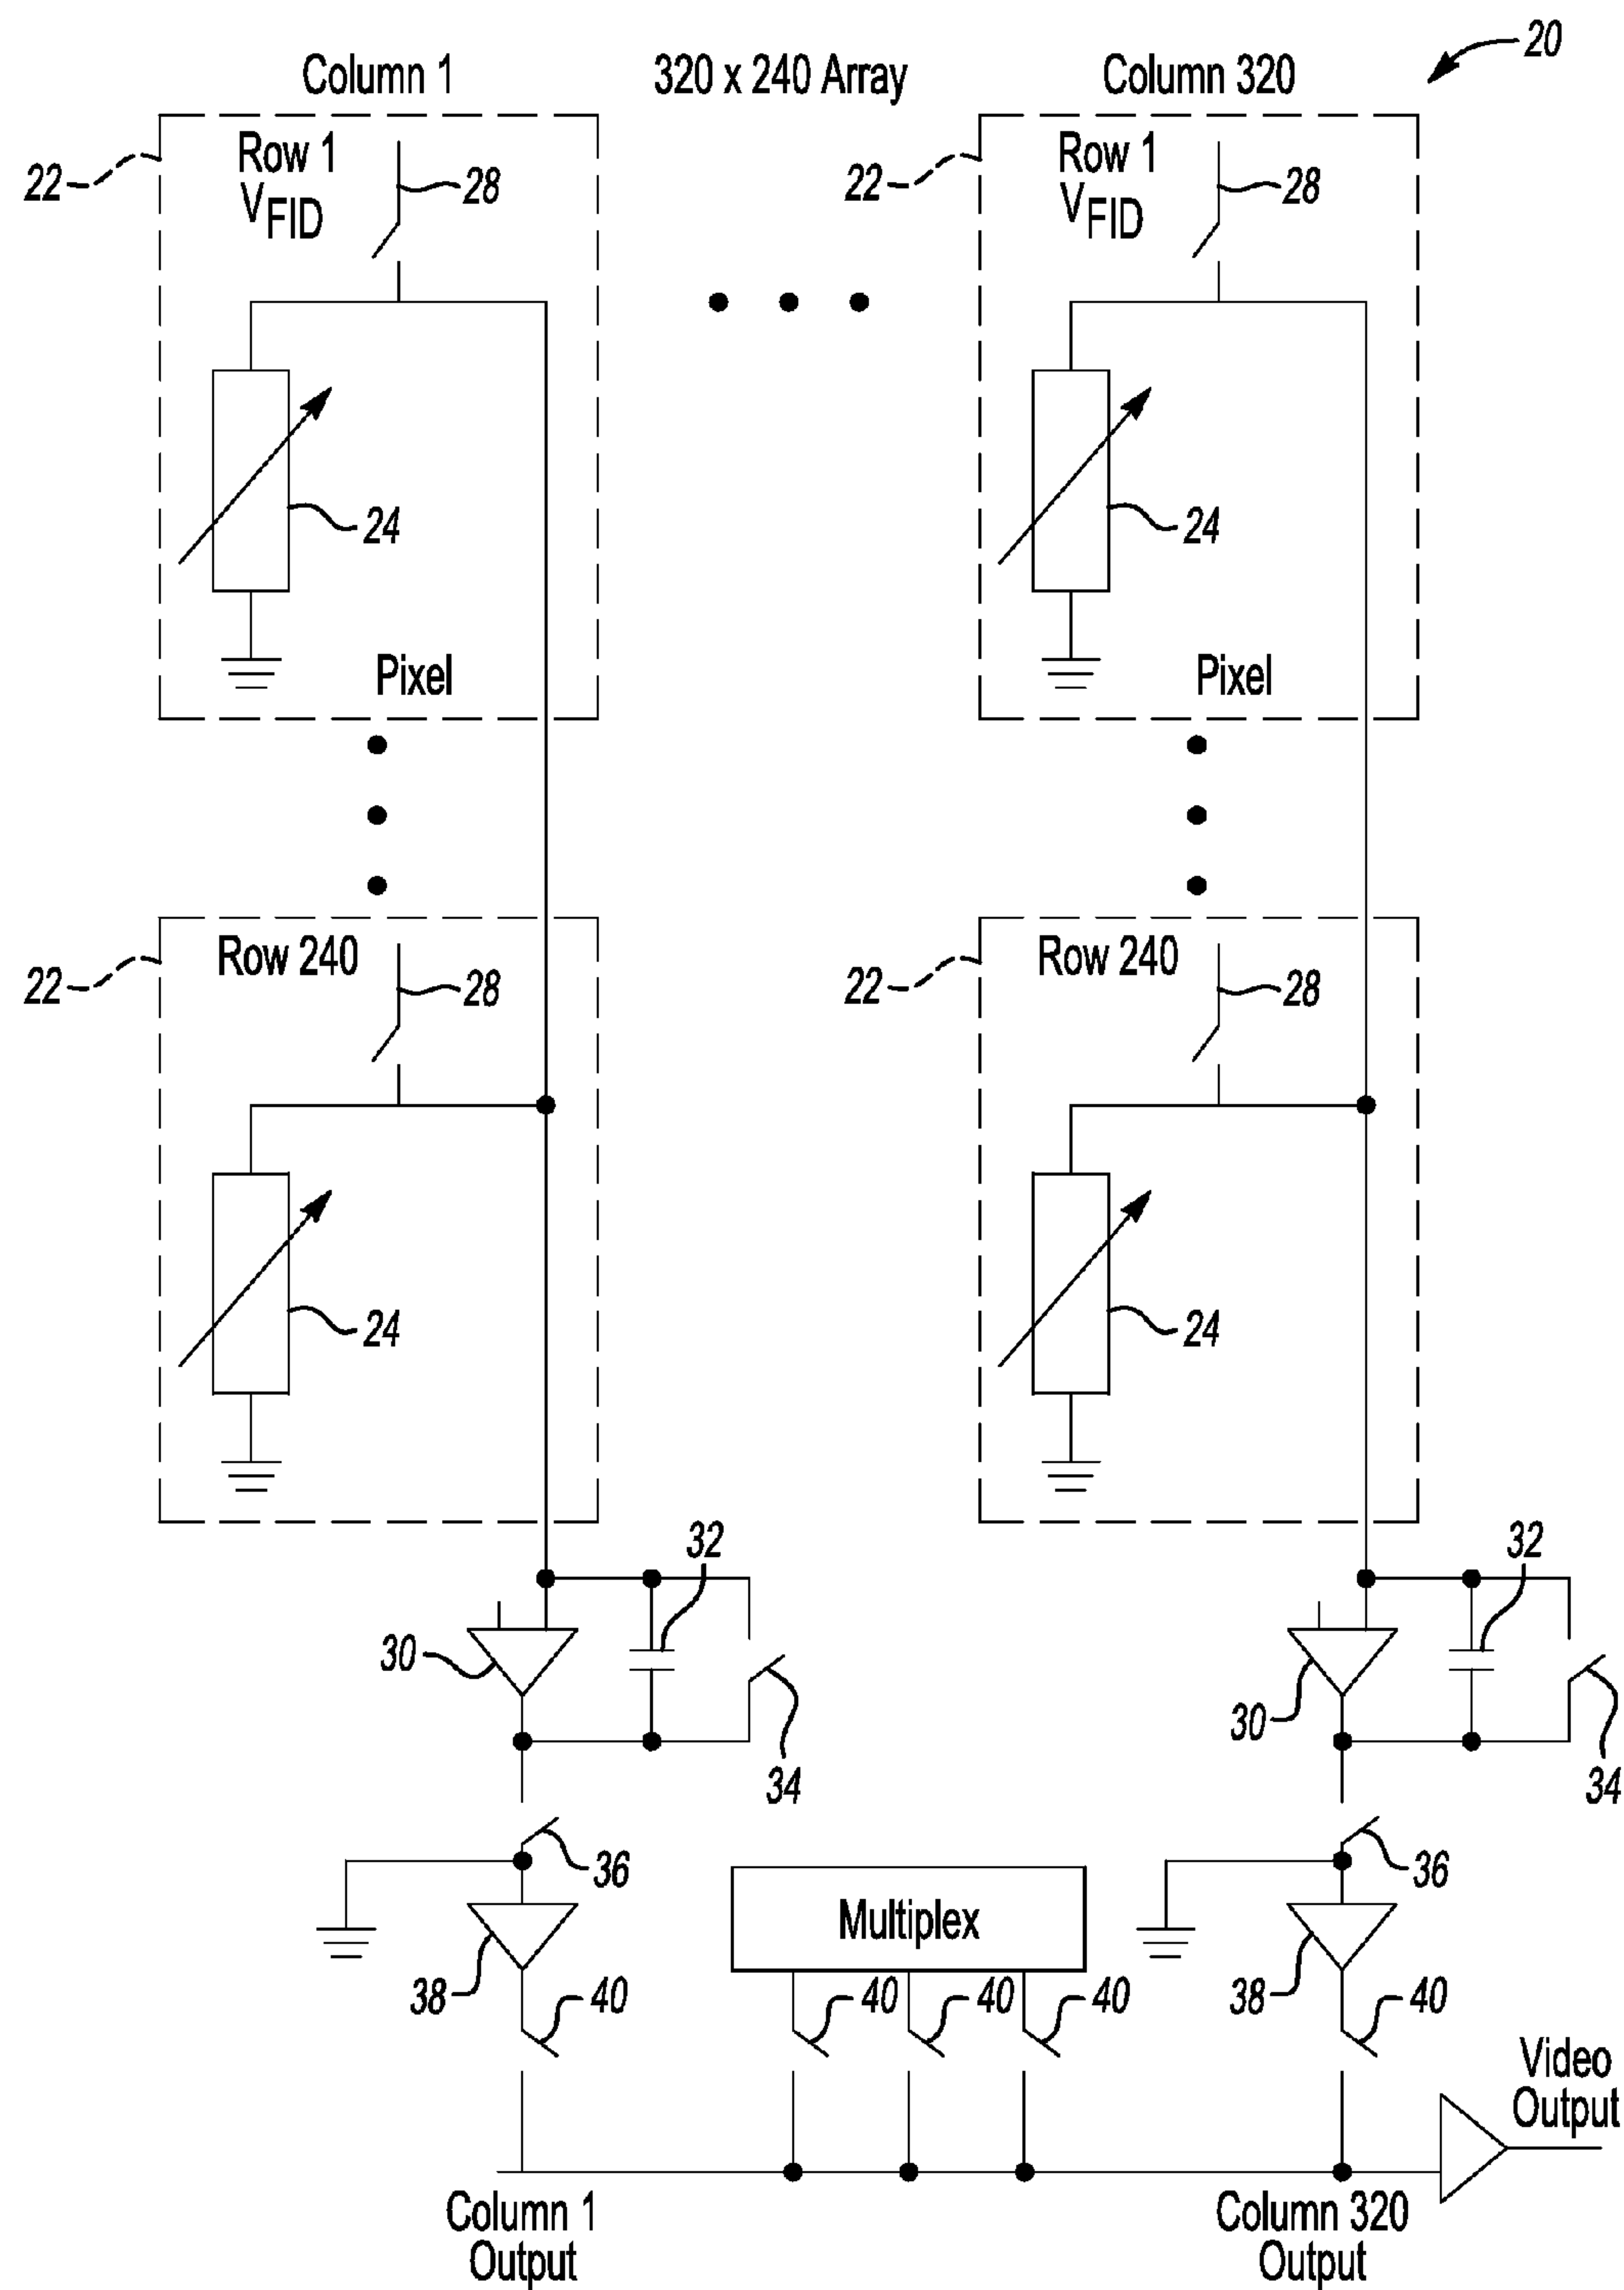 20
Column 1
320 x 240 Array
Column 320
22
Row 1
VFID
28
22
Row 1
VFID
28
24
24
Pixel
Pixel
22
Row 240
28
22
Row 240
28
24
24
32
32
30
30
34
34
36
36
Multiplex
38
40
40
40
40
38
40
Video
Output
Column 1
Output
Column 320
Output